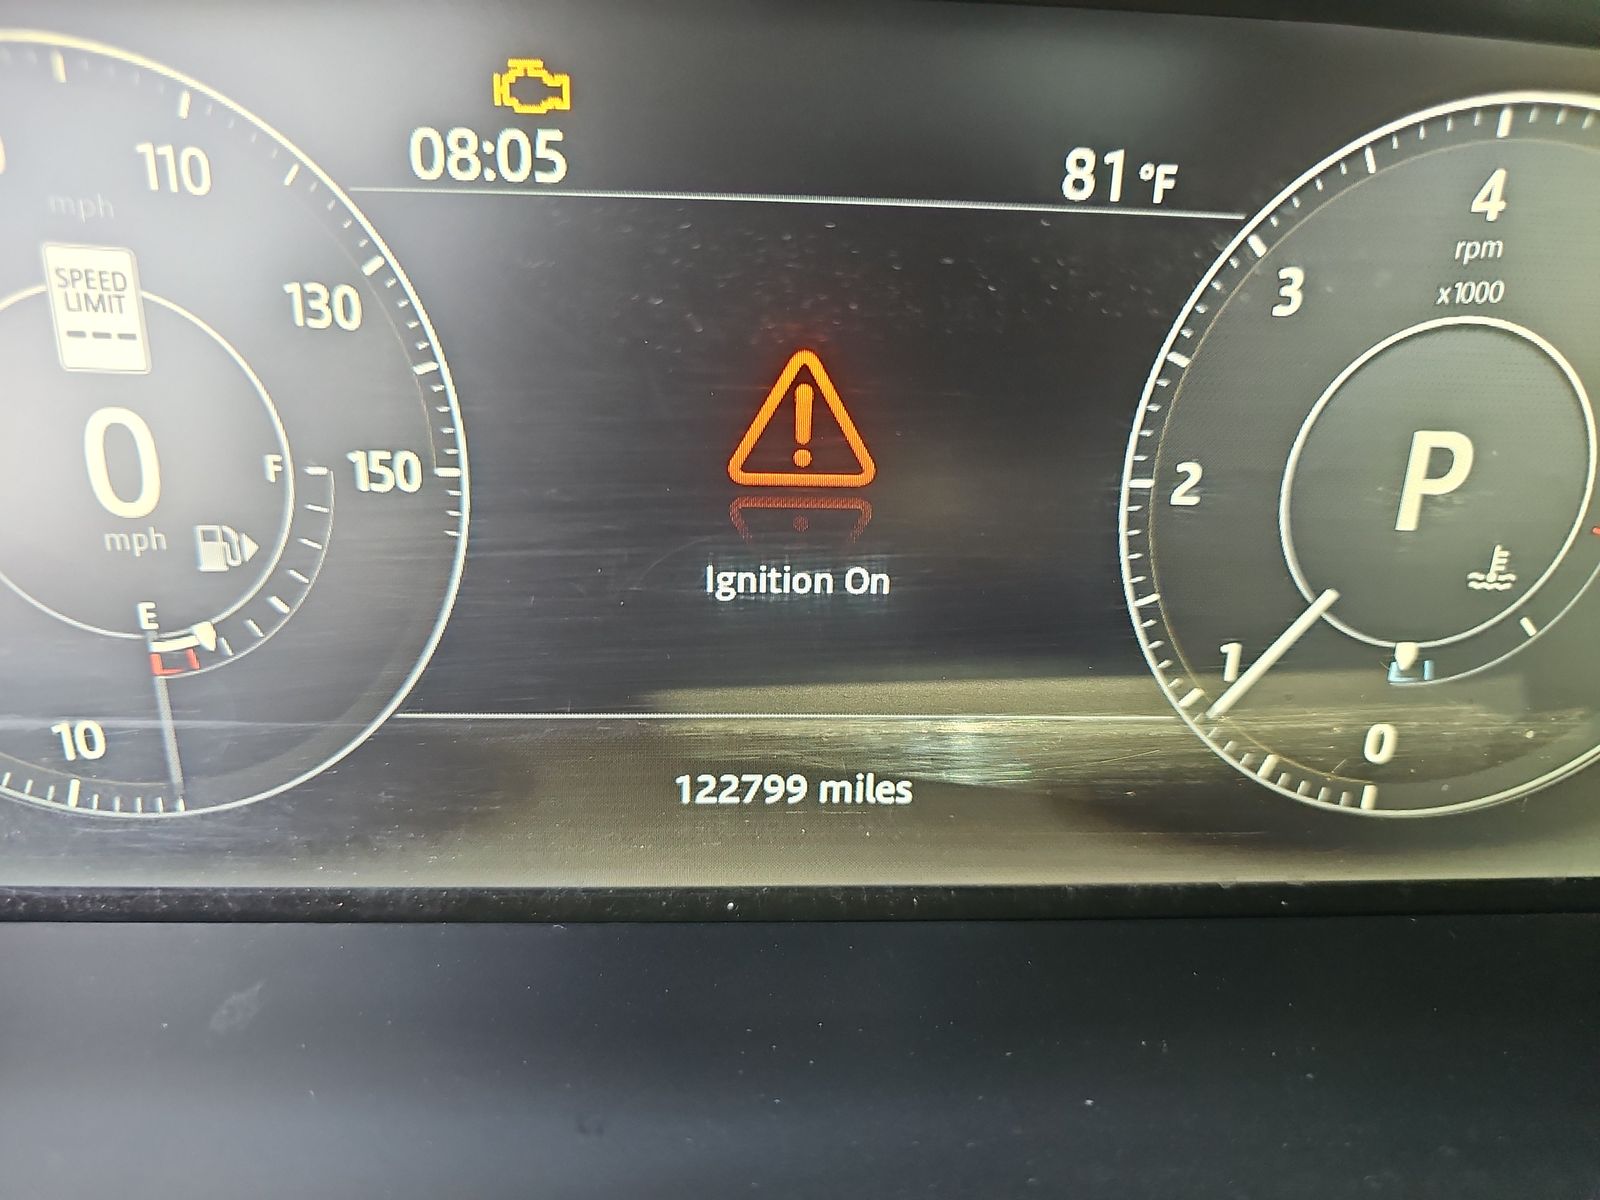 08:05
81 °F
110
mph
SPEED
LIMIT
---
130
0
mph
F
150
E
10
Ignition On
122799 miles
4
rpm
x1000
3
2
P
1
0